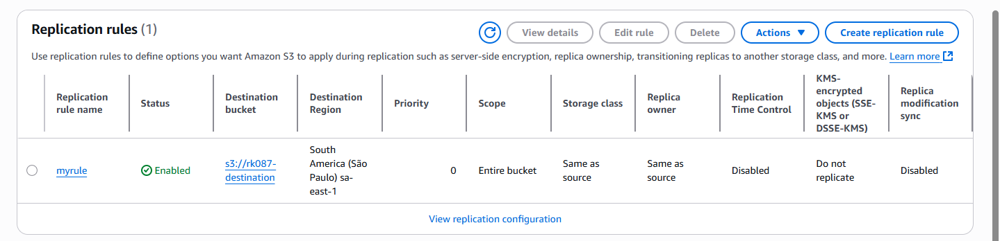 Replication rules (1)
View details
Edit rule
Delete
Actions
Create replication rule
Use replication rules to define options you want Amazon S3 to apply during replication such as server-side encryption, replica ownership, transitioning replicas to another storage class, and more. Learn more
Replication
rule name
Status
Destination
bucket
Destination
Region
Priority
Scope
Storage class
Replica
owner
Replication
Time Control
KMS-
encrypted
objects (SSE-
KMS or
DSSE-KMS)
Replica
modification
sync
myrule
Enabled
s3://rk087-
destination
South
America (São
Paulo) sa-
east-1
0
Entire bucket
Same as
source
Same as
source
Disabled
Do not
replicate
Disabled
View replication configuration